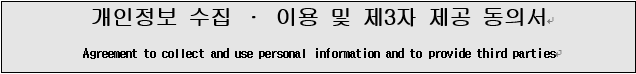 개인정보 수집 · 이용 및 제3자 제공 동의서
Agreement to collect and use personal information and to provide third parties